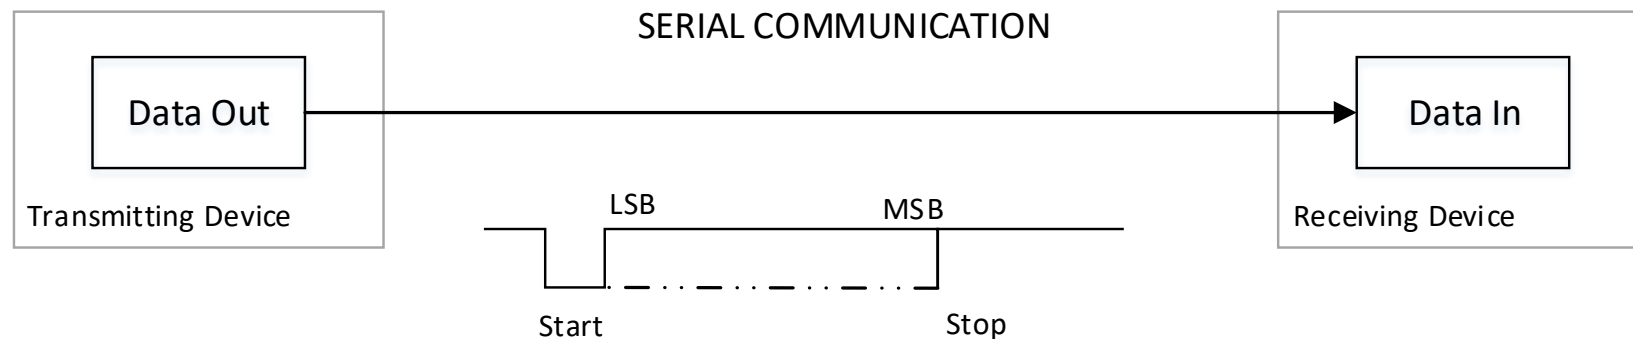 SERIAL COMMUNICATION
Data Out
Data In
Transmitting Device
LSB
MSB
Receiving Device
Start
Stop